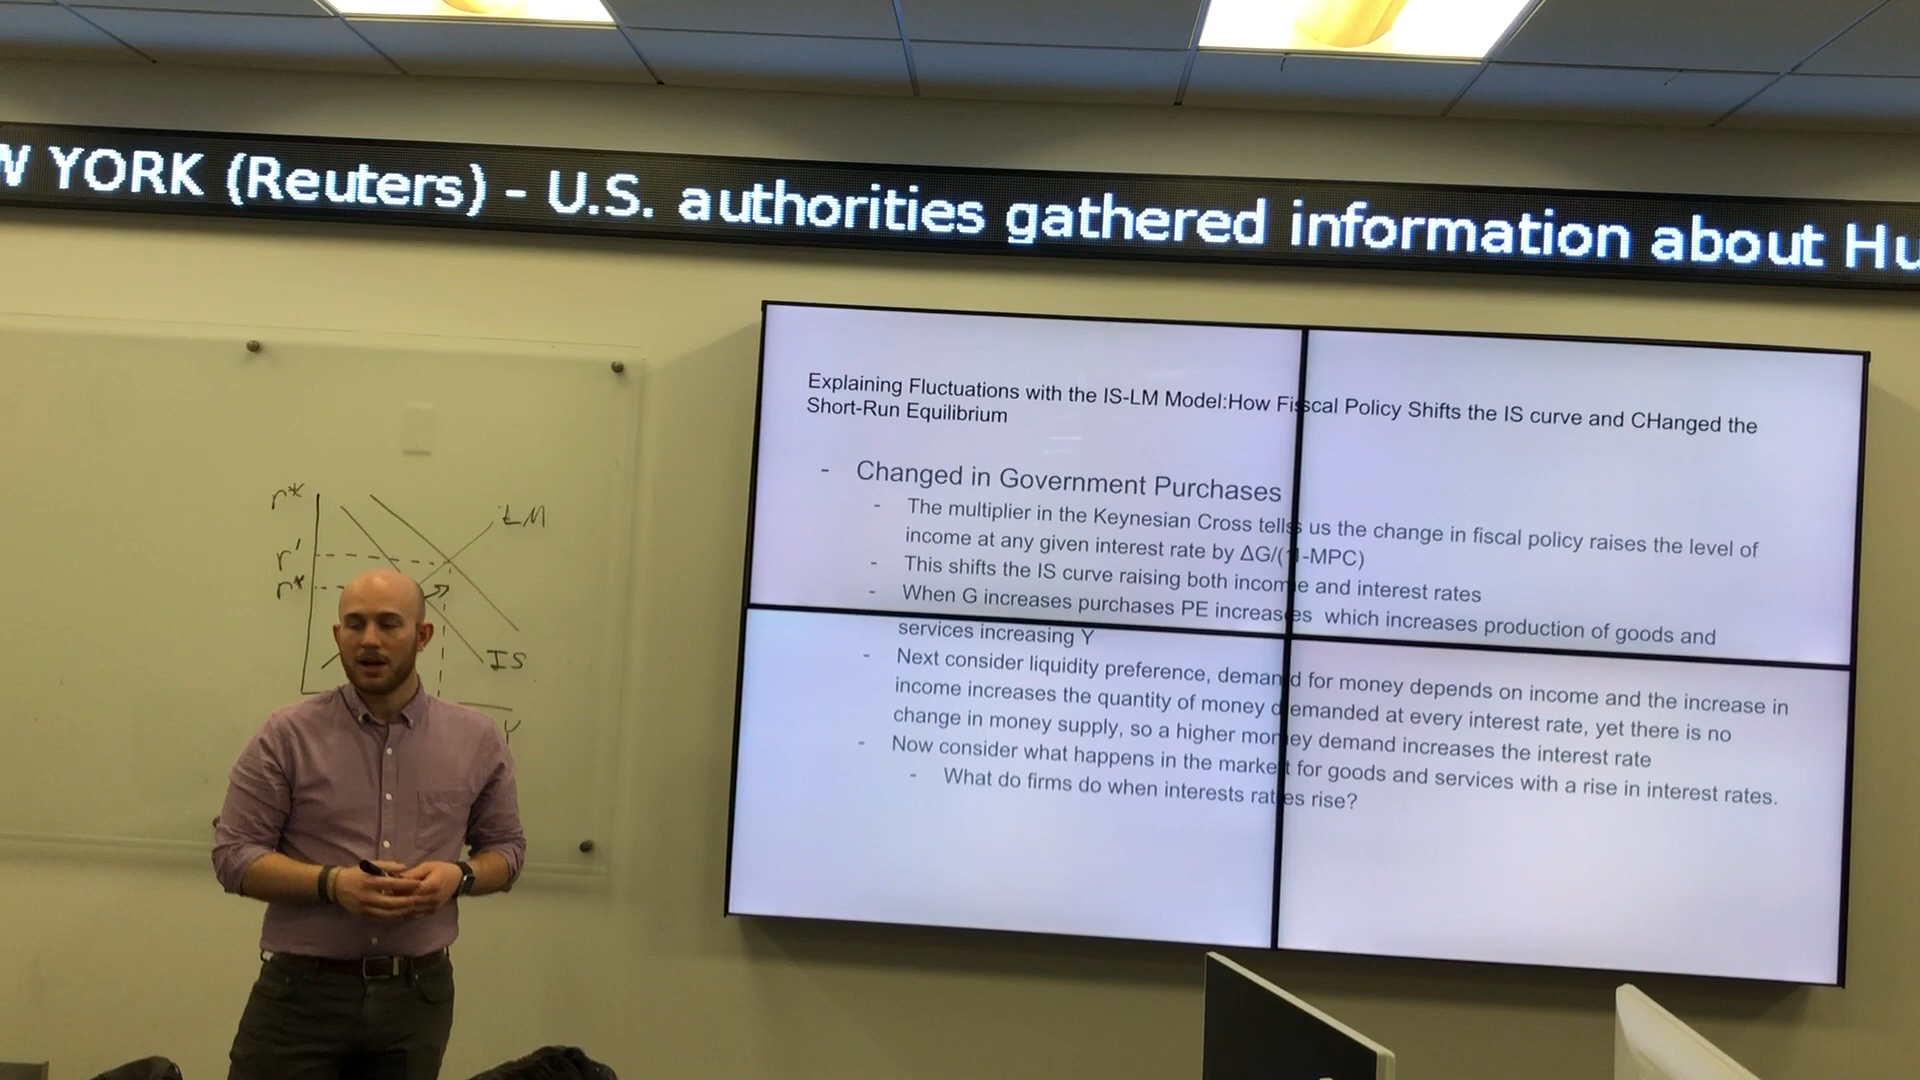 YORK (Reuters) - U.S. authorities gathered information about Hu
Explaining Fluctuations with the IS-LM Model:How Fiscal Policy Shifts the IS curve and CHanged the
Short-Run Equilibrium
- Changed in Government Purchases
- The multiplier in the Keynesian Cross tells us the change in fiscal policy raises the level of
income at any given interest rate by ΔG/(1-MPC)
- This shifts the IS curve raising both income and interest rates
- When G increases purchases PE increases which increases production of goods and
services increasing Y
- Next consider liquidity preference, demand for money depends on income and the increase in
income increases the quantity of money demanded at every interest rate, yet there is no
change in money supply, so a higher money demand increases the interest rate
- Now consider what happens in the market for goods and services with a rise in interest rates.
- What do firms do when interests rates rise?
r*
LM
r'
r*
IS
Y